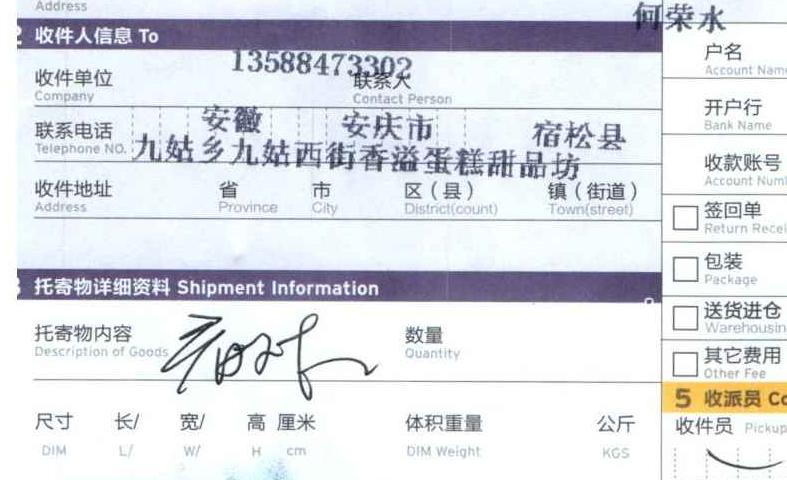 Address
何荣水
2 收件人信息 To
户名
Account Name
13588473302
收件单位 联系人
Company Contact Person
开户行
Bank Name
安徽 安庆市 宿松县
联系电话
Telephone NO.
九姑乡九姑西街香溢蛋糕甜品坊
收款账号
Account Num
收件地址 省 市 区（县） 镇（街道）
Address Province City District(count) Town(street)
签回单
Return Recei
包装
Package
3 托寄物详细资料 Shipment Information
送货进仓
Warehousin
托寄物内容 数量
Description of Goods Quantity
其它费用
Other Fee
5 收派员 Co
尺寸 长/ 宽/ 高 厘米 体积重量 公斤
DIM L/ W/ H cm DIM Weight KGS
收件员 Pickup